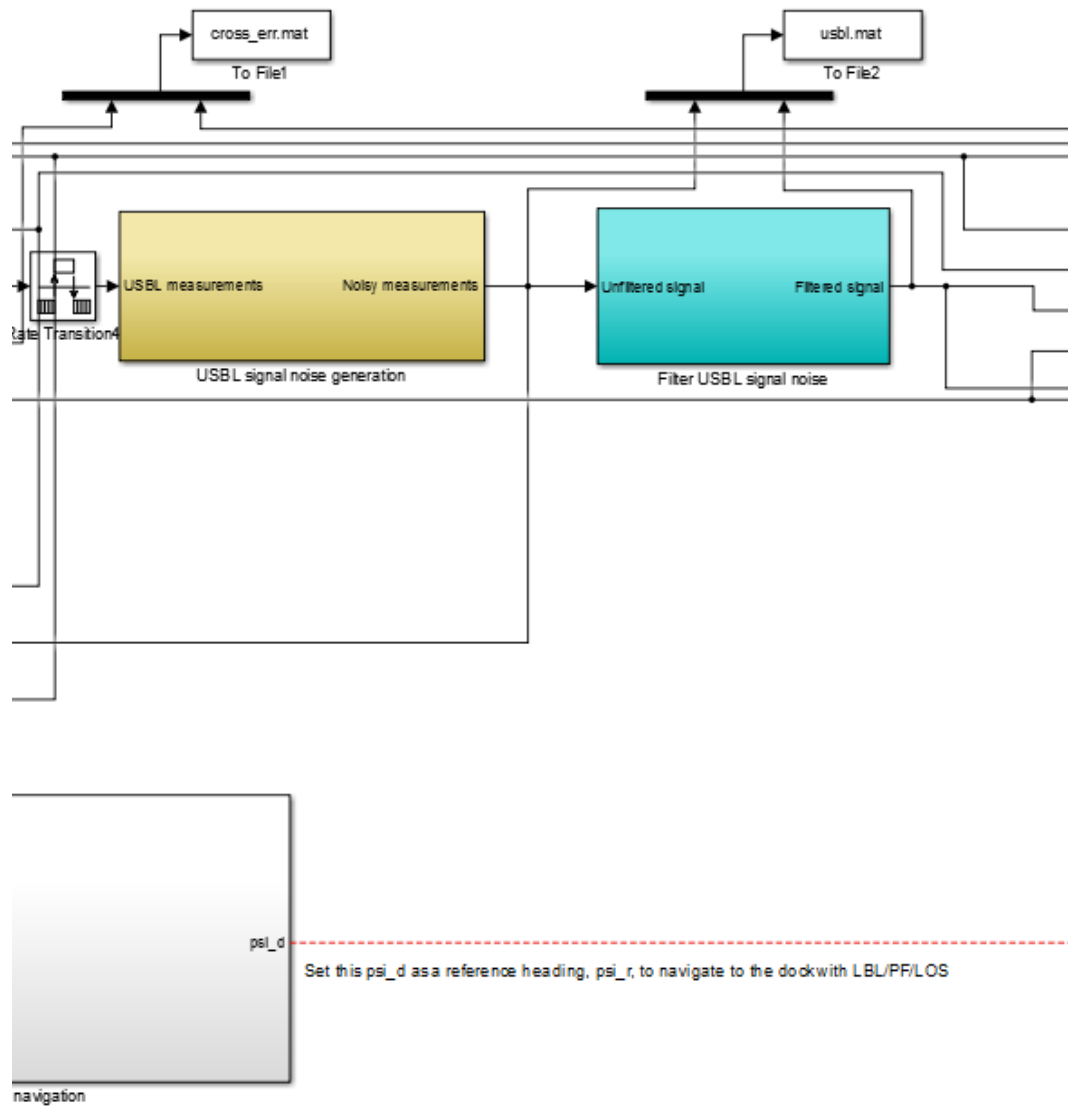 cross_err.mat
To File1
usbl.mat
To File2
USBL measurements
Noisy measurements
Unfiltered signal
Filtered signal
Rate Transition4
USBL signal noise generation
Filter USBL signal noise
psi_d
Set this psi_d as a reference heading, psi_r, to navigate to the dock with LBL/PF/LOS
navigation